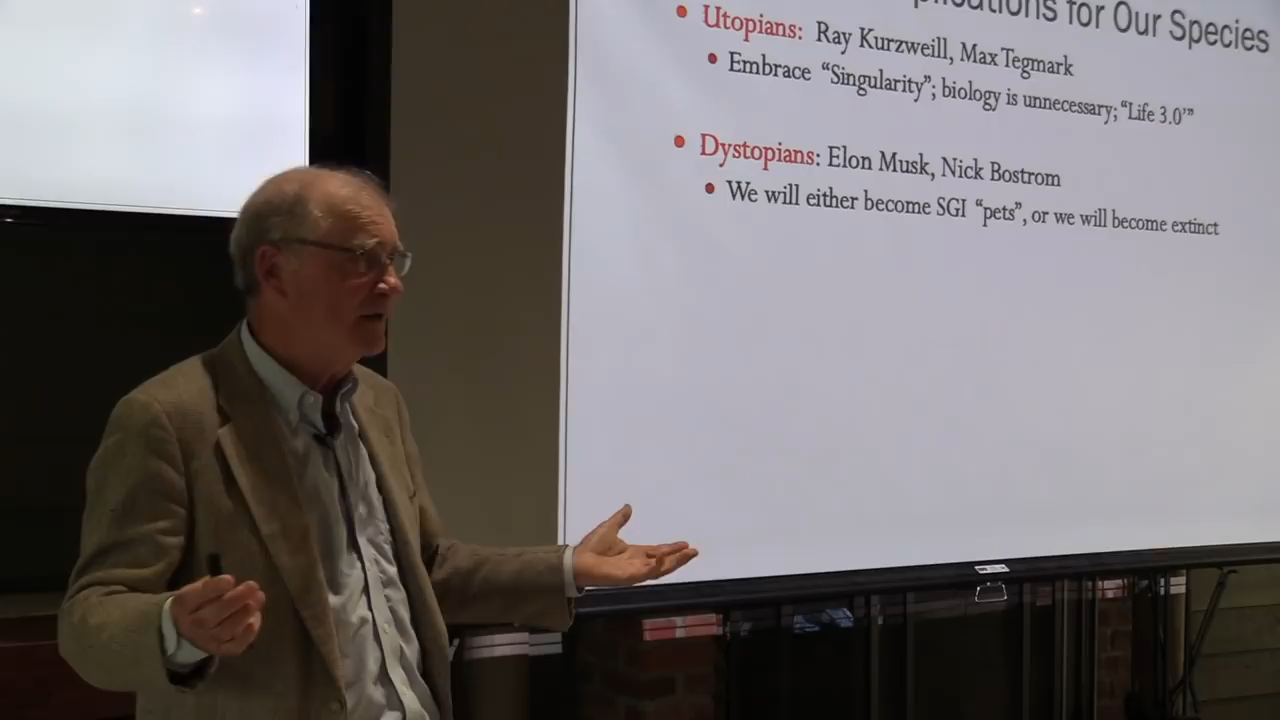 for Our Species
• Utopians: Ray Kurzweill, Max Tegmark
• Embrace “Singularity”; biology is unnecessary; “Life 3.0’”
• Dystopians: Elon Musk, Nick Bostrom
• We will either become SGI “pets”, or we will become extinct